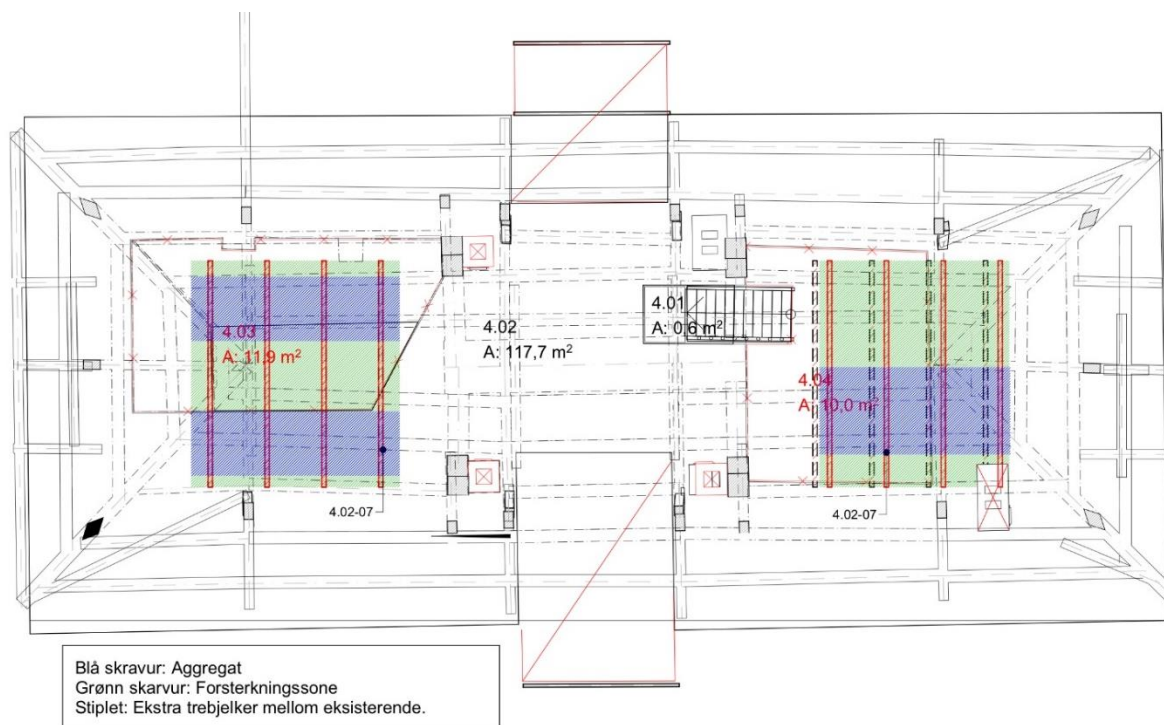 4.01
A: 0,6 m²
4.03
A: 11,9 m²
4.02
A: 117,7 m²
4.04
A: 10,0 m²
4.02-07
4.02-07
Blå skravur: Aggregat
Grønn skarvur: Forsterkningssone
Stiplet: Ekstra trebjelker mellom eksisterende.